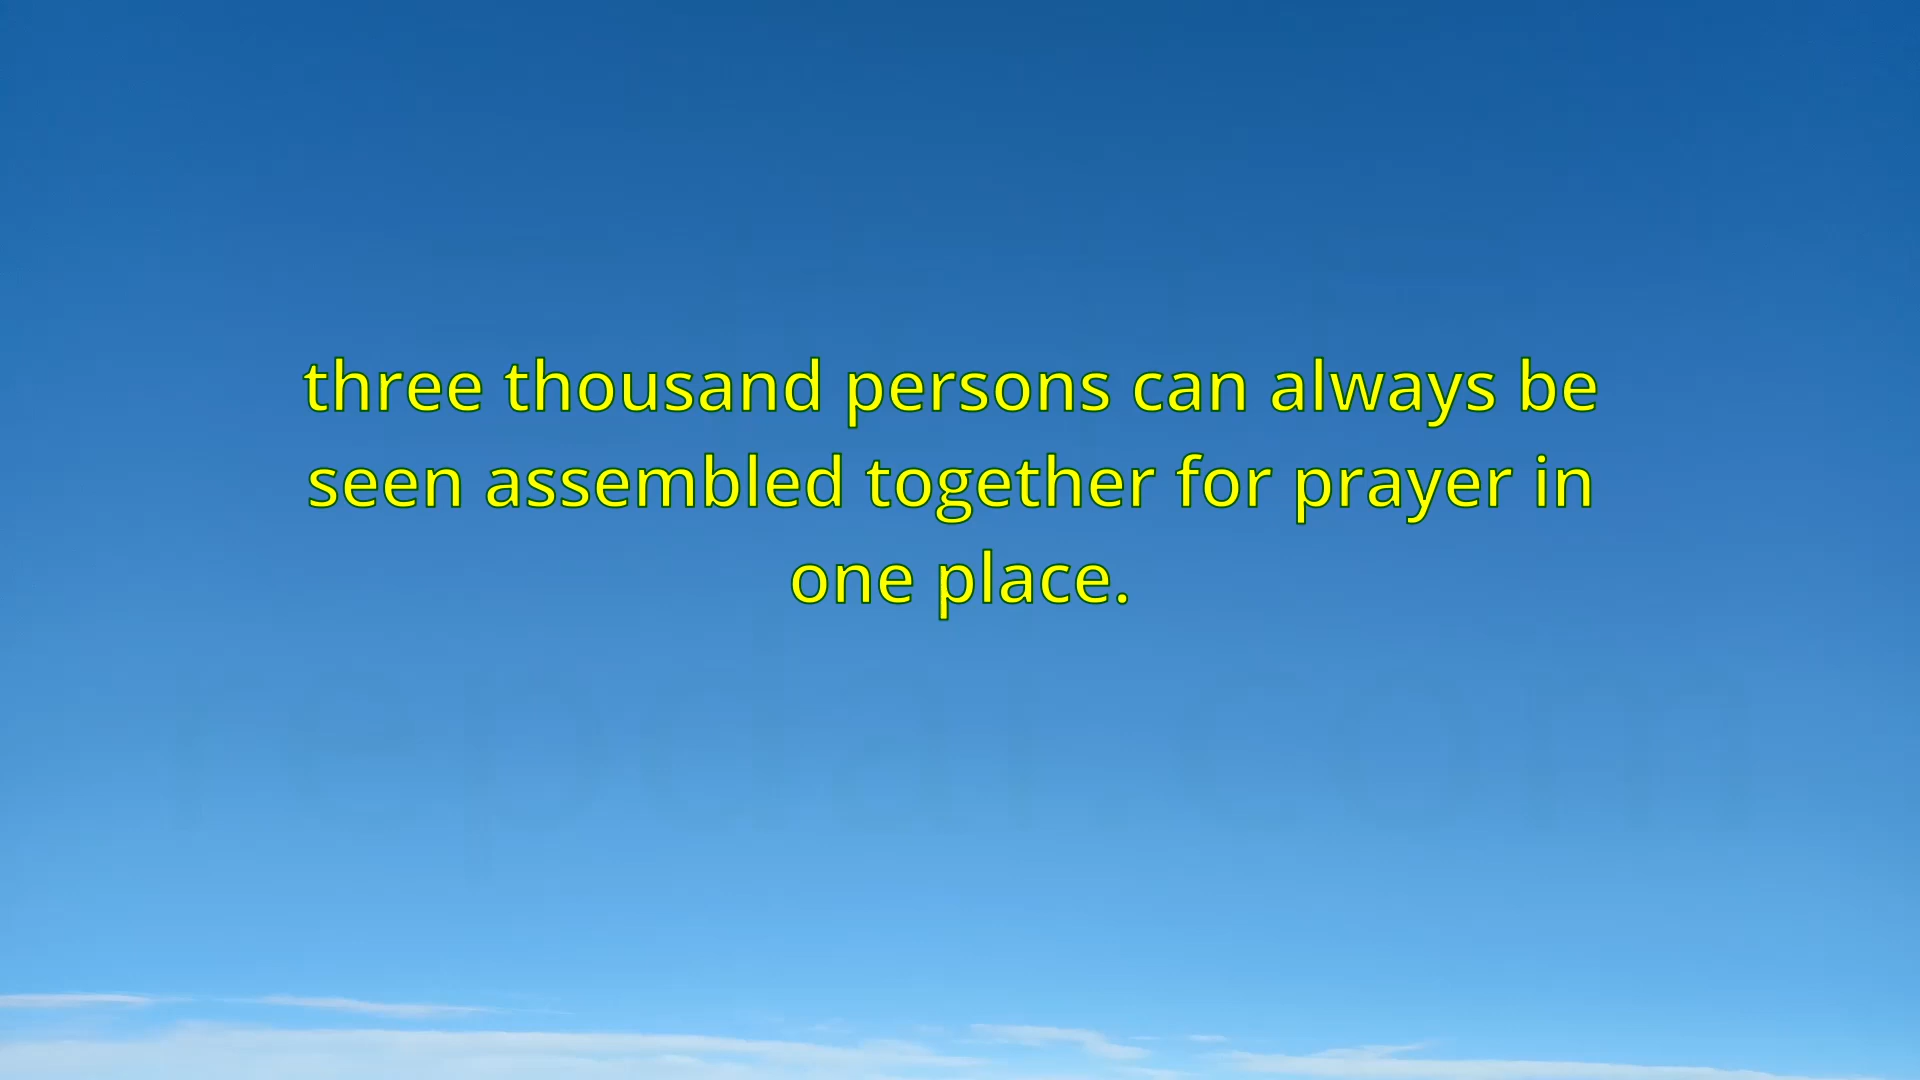 three thousand persons can always be
seen assembled together for prayer in
one place.